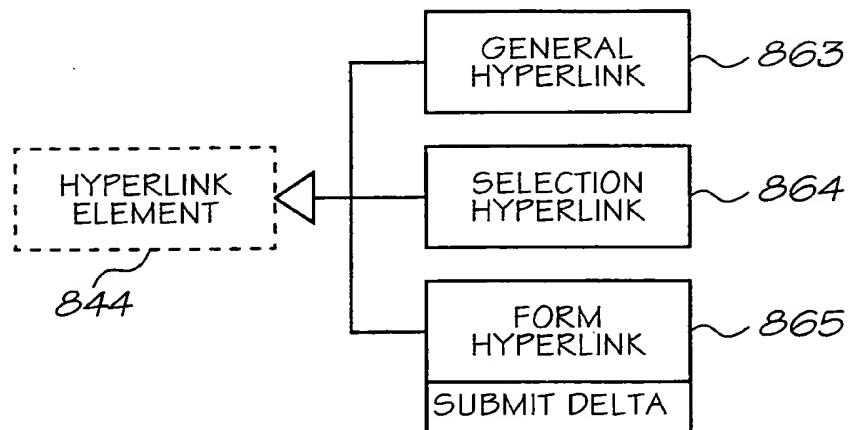 GENERAL
HYPERLINK
863
HYPERLINK
ELEMENT
844
SELECTION
HYPERLINK
864
FORM
HYPERLINK
865
SUBMIT DELTA